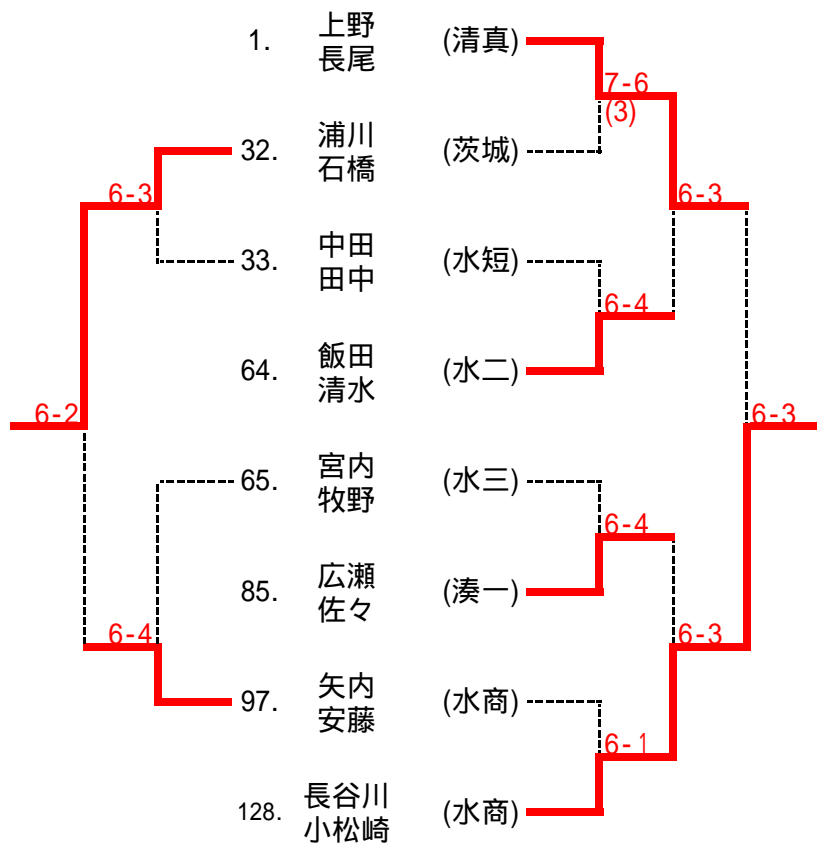 1. 上野 (清真)
長尾
7-6
(3)
32. 浦川 (茨城)
石橋
6-3
6-3
33. 中田 (水短)
田中
6-4
64. 飯田 (水二)
清水
6-2
6-3
65. 宮内 (水三)
牧野
6-4
85. 広瀬 (湊一)
佐々
6-4
6-3
97. 矢内 (水商)
安藤
6-1
128. 長谷川 (水商)
小松崎